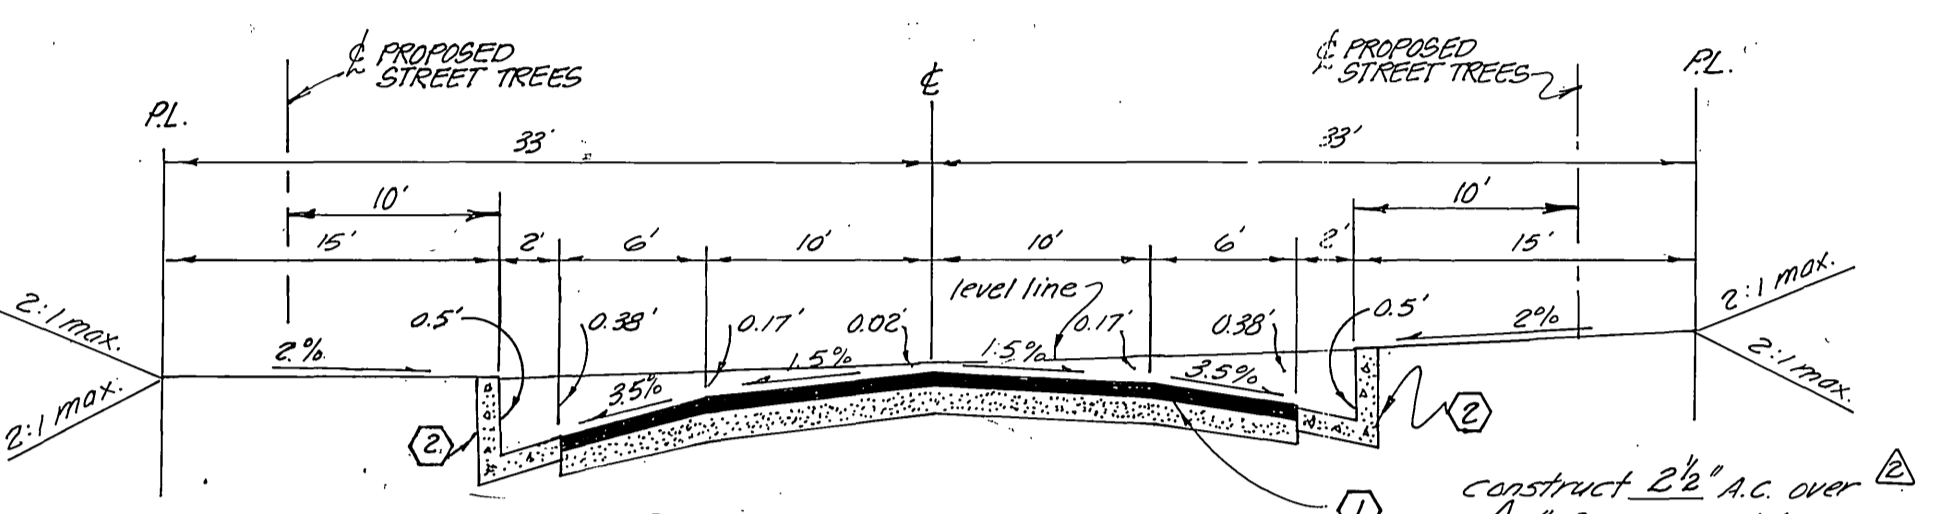 ℄ PROPOSED
STREET TREES
℄
℄ PROPOSED
STREET TREES
P.L.
P.L.
33'
33'
10'
10'
15'
2'
6'
10'
10'
6'
2'
15'
level line
2:1 max.
2:1 max.
0.5'
0.38'
0.17'
0.02'
0.17'
0.38'
0.5'
2%
2%
1.5%
1.5%
3.5%
3.5%
2:1 max.
2:1 max.
2
2
1
construct 2½" A.C. over
2